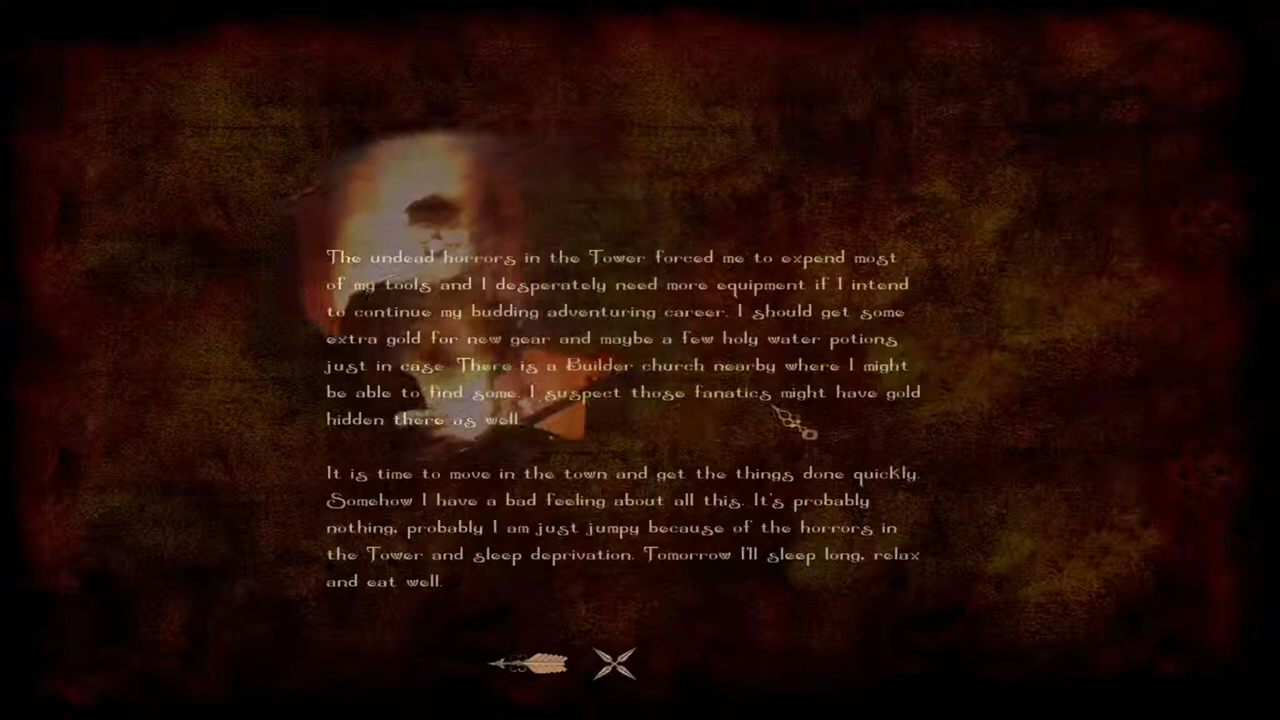 The undead horrors in the Tower forced me to expend most
of my tools and I desperately need more equipment if I intend
to continue my budding adventuring career. I should get some
extra gold for new gear and maybe a few holy water potions
just in case. There is a Builder church nearby where I might
be able to find some. I suspect those fanatics might have gold
hidden there as well.
It is time to move in the town and get the things done quickly.
Somehow I have a bad feeling about all this. It's probably
nothing, probably I am just jumpy because of the horrors in
the Tower and sleep deprivation. Tomorrow I'll sleep long, relax
and eat well.